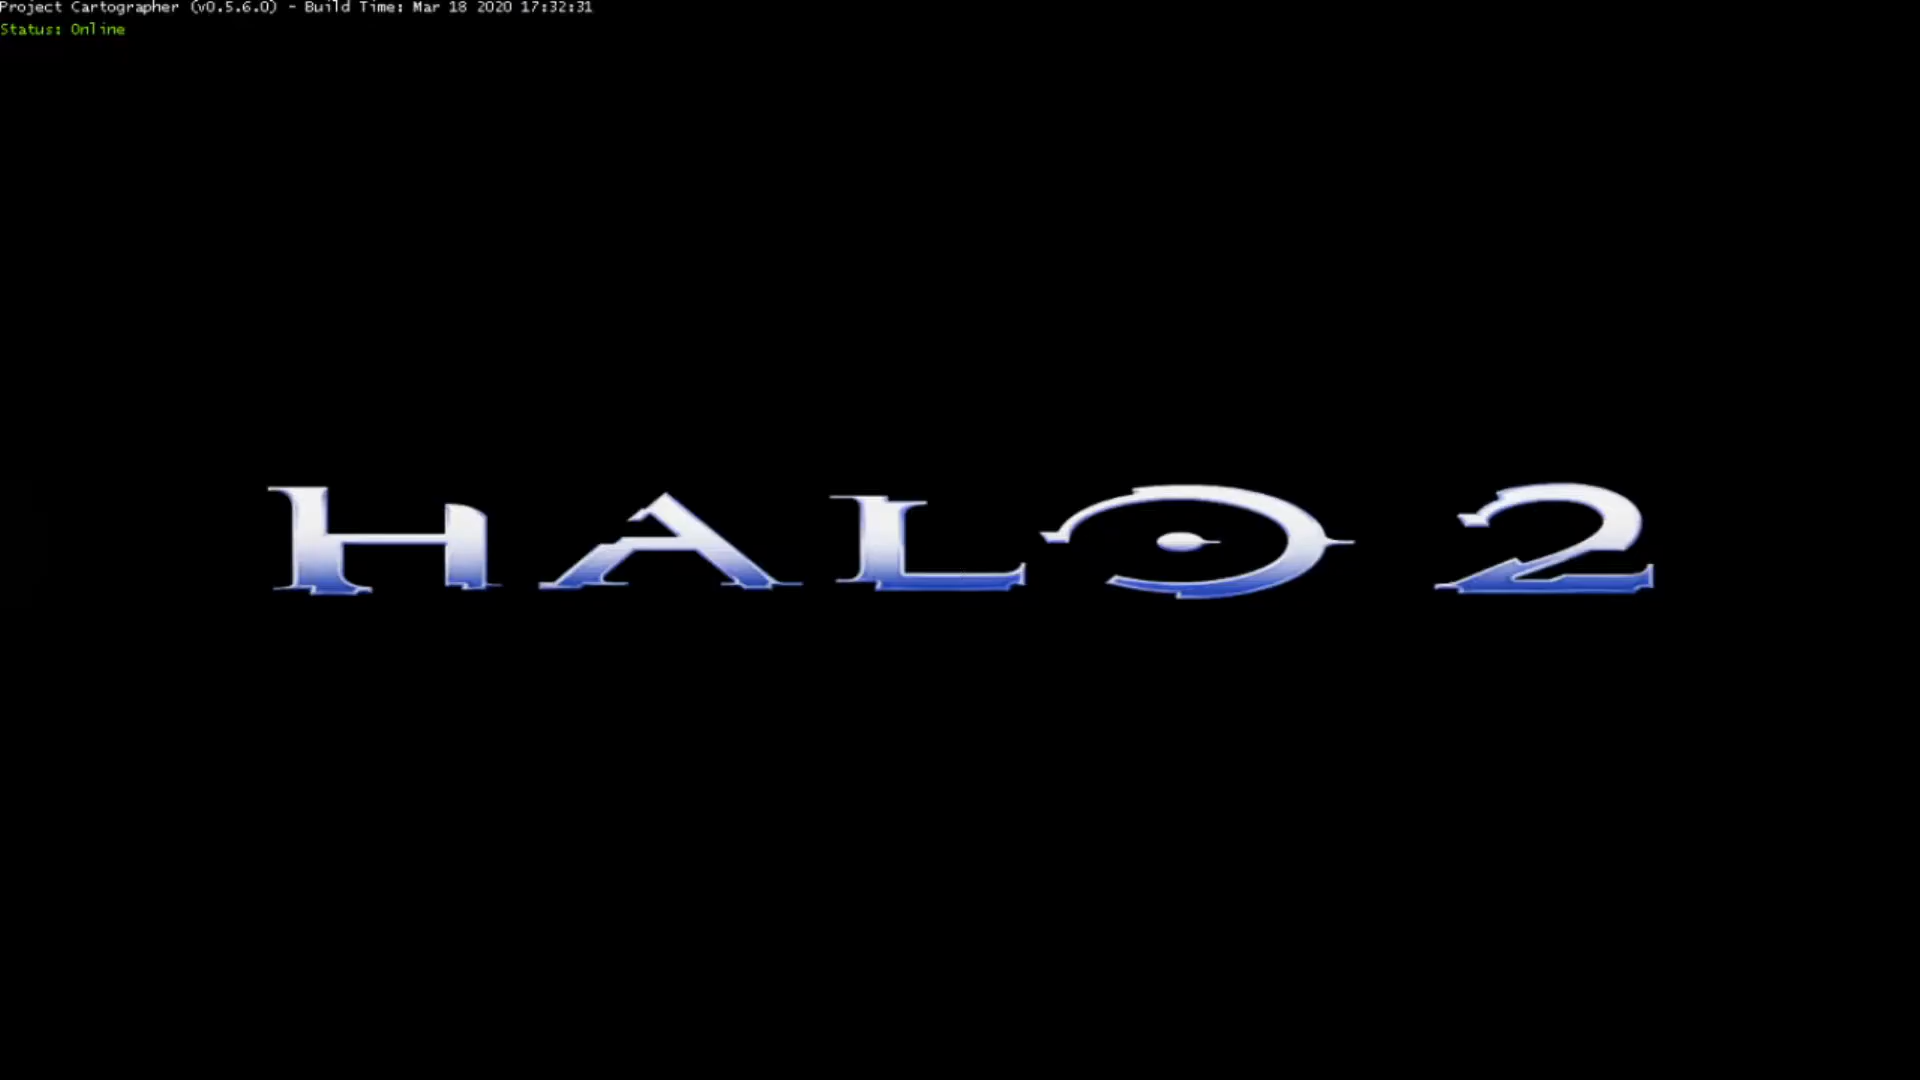 Project Cartographer (v0.5.6.0) - Build Time: Mar 18 2020 17:32:31
Status: Online
HALO 2